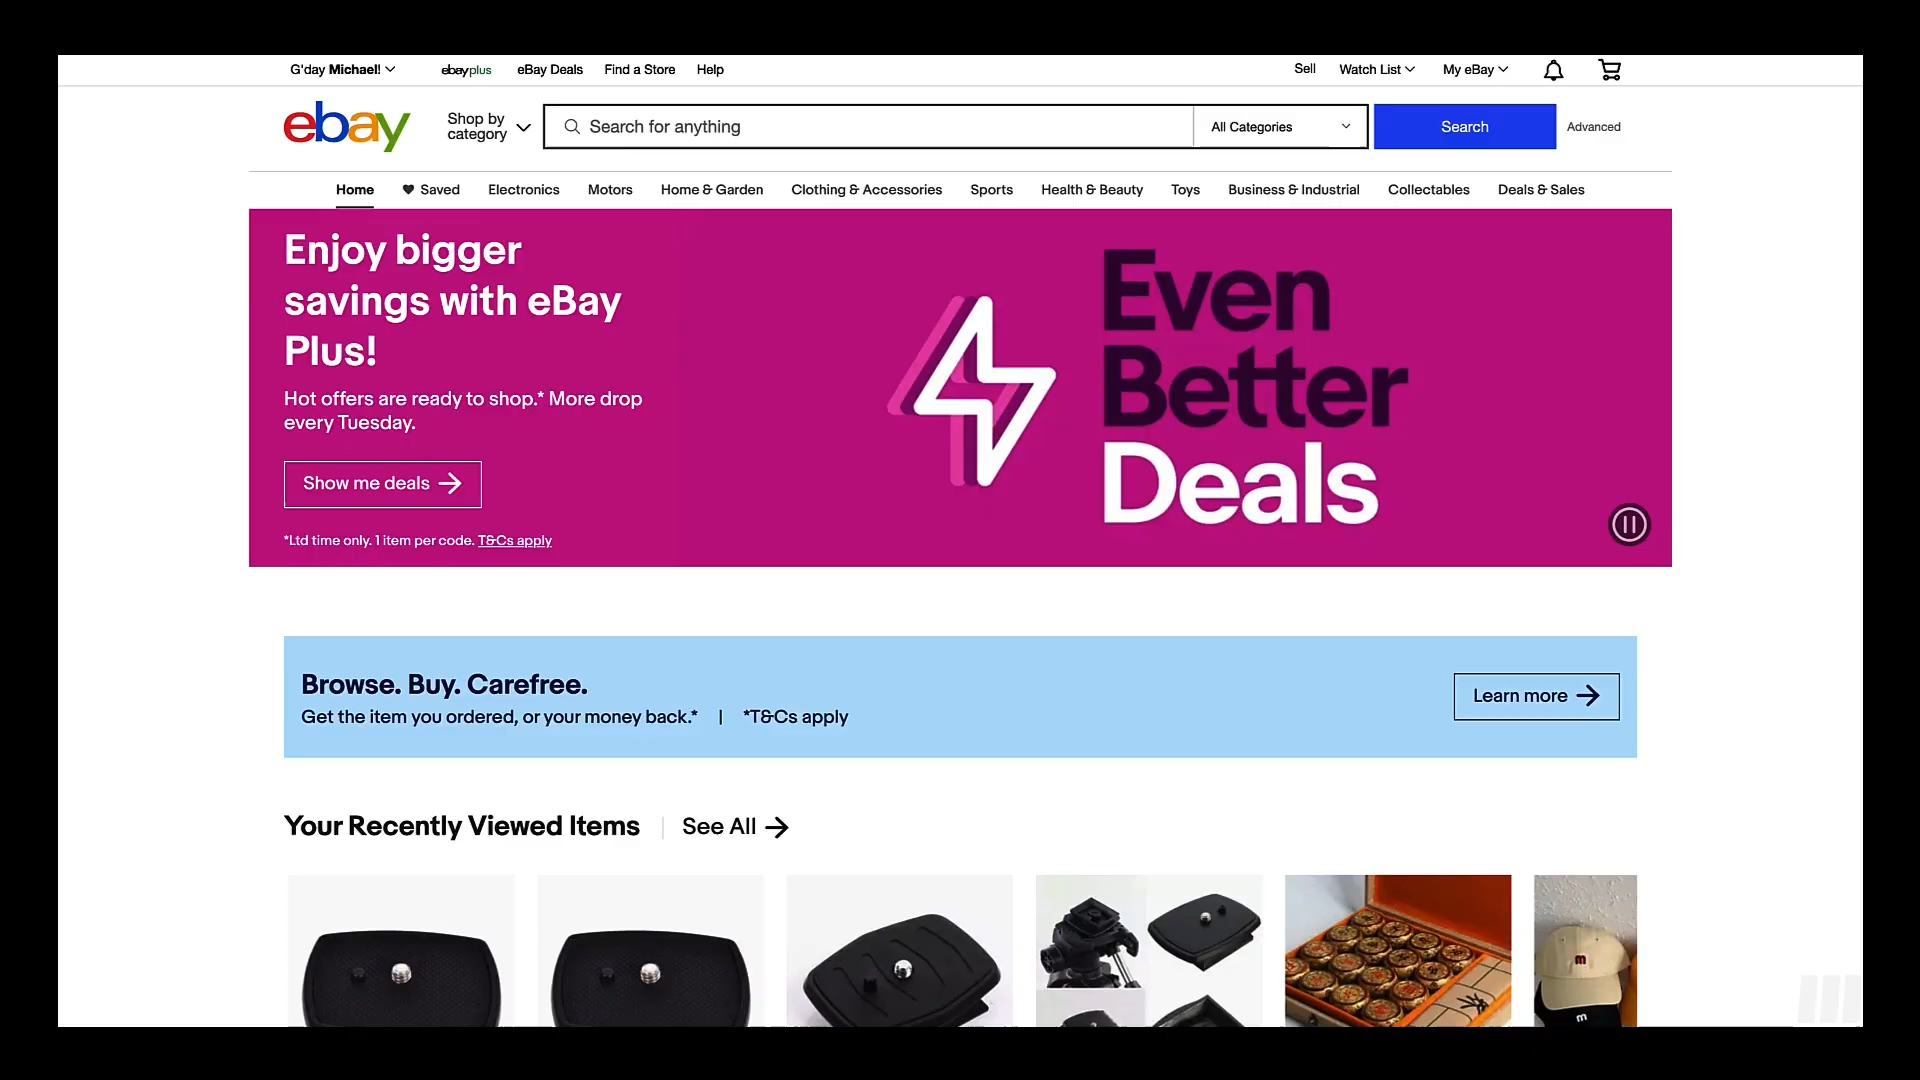 G'day Michael!
ebayplus
eBay Deals
Find a Store
Help
Sell
Watch List
My eBay
ebay
Shop by
category
Search for anything
All Categories
Search
Advanced
Home
Saved
Electronics
Motors
Home & Garden
Clothing & Accessories
Sports
Health & Beauty
Toys
Business & Industrial
Collectables
Deals & Sales
Enjoy bigger
savings with eBay
Plus!
Hot offers are ready to shop.* More drop
every Tuesday.
Show me deals
*Ltd time only. 1 item per code. T&Cs apply
Even
Better
Deals
Browse. Buy. Carefree.
Get the item you ordered, or your money back.* | *T&Cs apply
Learn more
Your Recently Viewed Items
See All
m
m